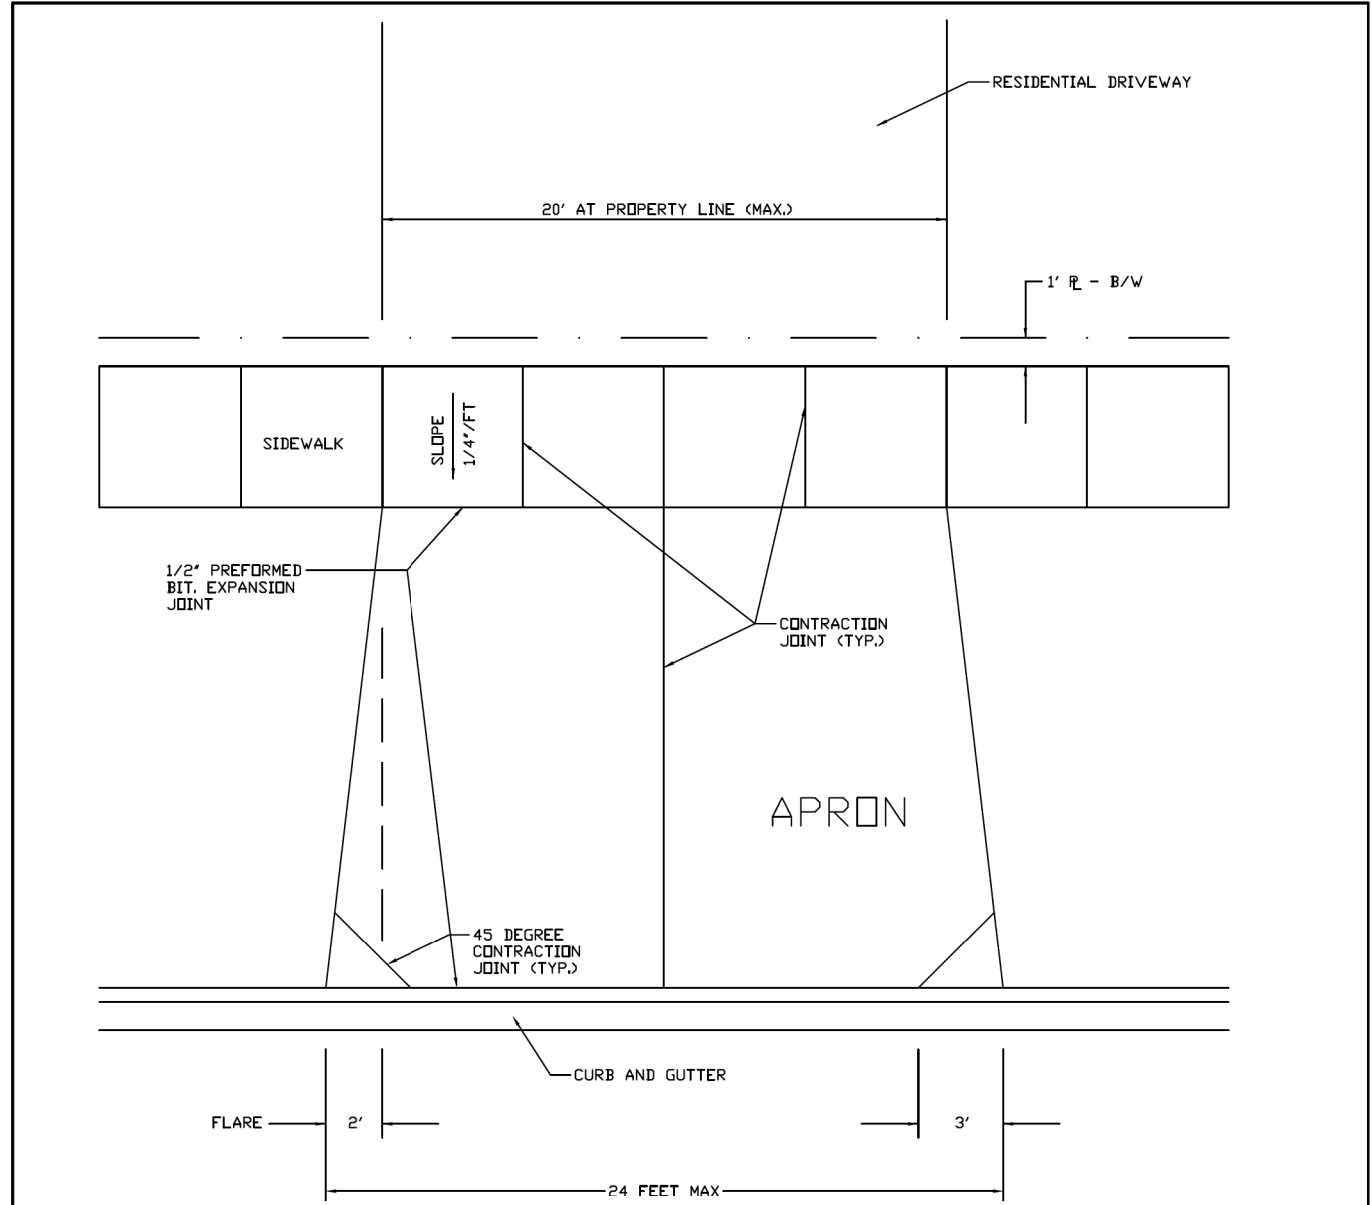 RESIDENTIAL DRIVEWAY
20' AT PROPERTY LINE (MAX.)
1' ⅊ - B/W
SIDEWALK
SLOPE
1/4"/FT
1/2" PREFORMED
BIT. EXPANSION
JOINT
CONTRACTION
JOINT (TYP.)
APRON
45 DEGREE
CONTRACTION
JOINT (TYP.)
CURB AND GUTTER
FLARE
2'
3'
24 FEET MAX